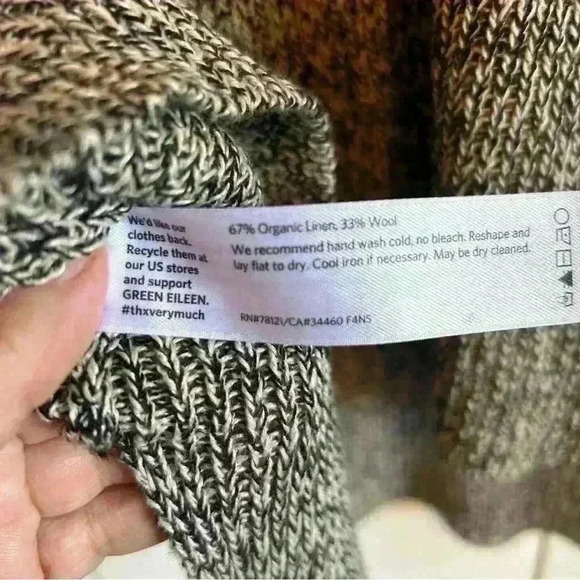 We'd like our
clothes back.
Recycle them at
our US stores
and support
GREEN EILEEN.
#thxverymuch
67% Organic Linen, 33% Wool
We recommend hand wash cold, no bleach. Reshape and
lay flat to dry. Cool iron if necessary. May be dry cleaned.
RN#78121/CA#34460 F4NS